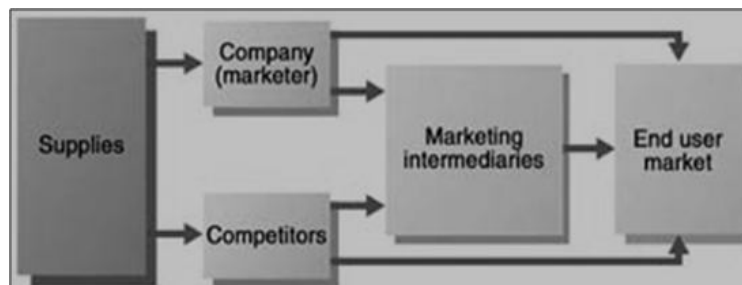 Supplies
Company
(marketer)
Competitors
Marketing
intermediaries
End user
market